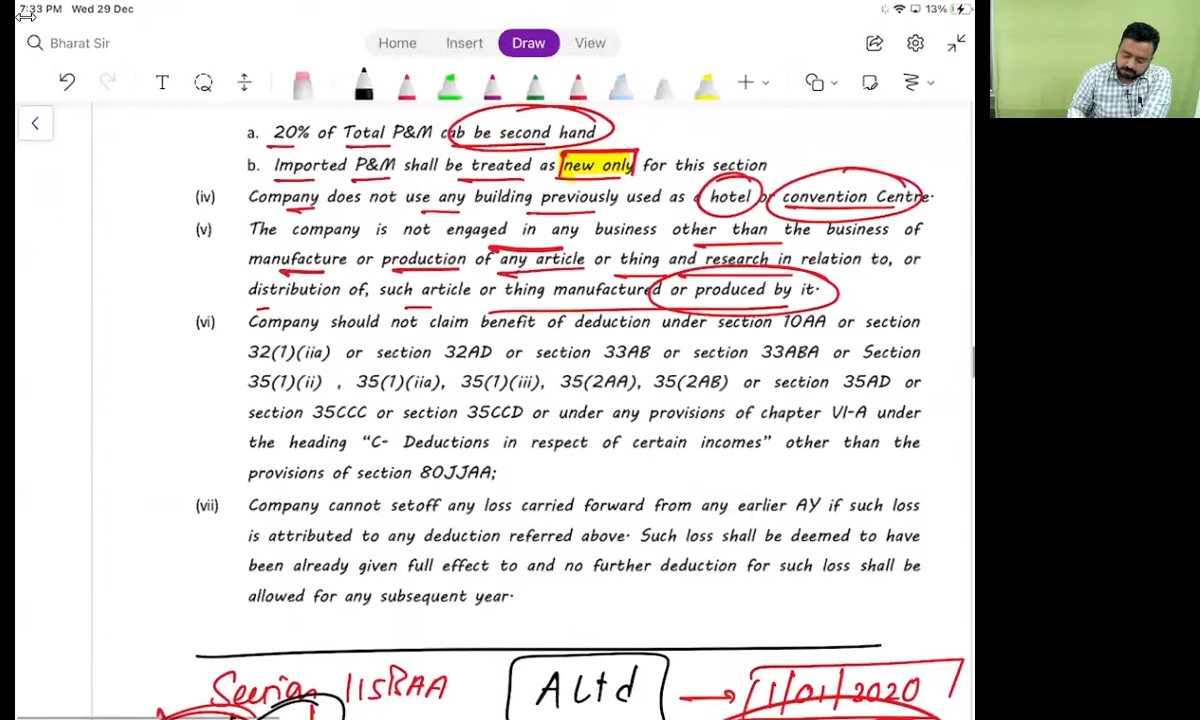 7:33 PM Wed 29 Dec
13%
Bharat Sir
Home Insert Draw View
T
a. 20% of Total P&M cab be second hand
b. Imported P&M shall be treated as new only for this section
(iv) Company does not use any building previously used as a hotel or convention Centre.
(v) The company is not engaged in any business other than the business of
manufacture or production of any article or thing and research in relation to, or
distribution of, such article or thing manufactured or produced by it.
(vi) Company should not claim benefit of deduction under section 10AA or section
32(1)(iia) or section 32AD or section 33AB or section 33ABA or Section
35(1)(ii) , 35(1)(iia), 35(1)(iii), 35(2AA), 35(2AB) or section 35AD or
section 35CCC or section 35CCD or under any provisions of chapter VI-A under
the heading “C- Deductions in respect of certain incomes” other than the
provisions of section 80JJAA;
(vii) Company cannot setoff any loss carried forward from any earlier AY if such loss
is attributed to any deduction referred above. Such loss shall be deemed to have
been already given full effect to and no further deduction for such loss shall be
allowed for any subsequent year.
115BAA A Ltd 1/01/2020